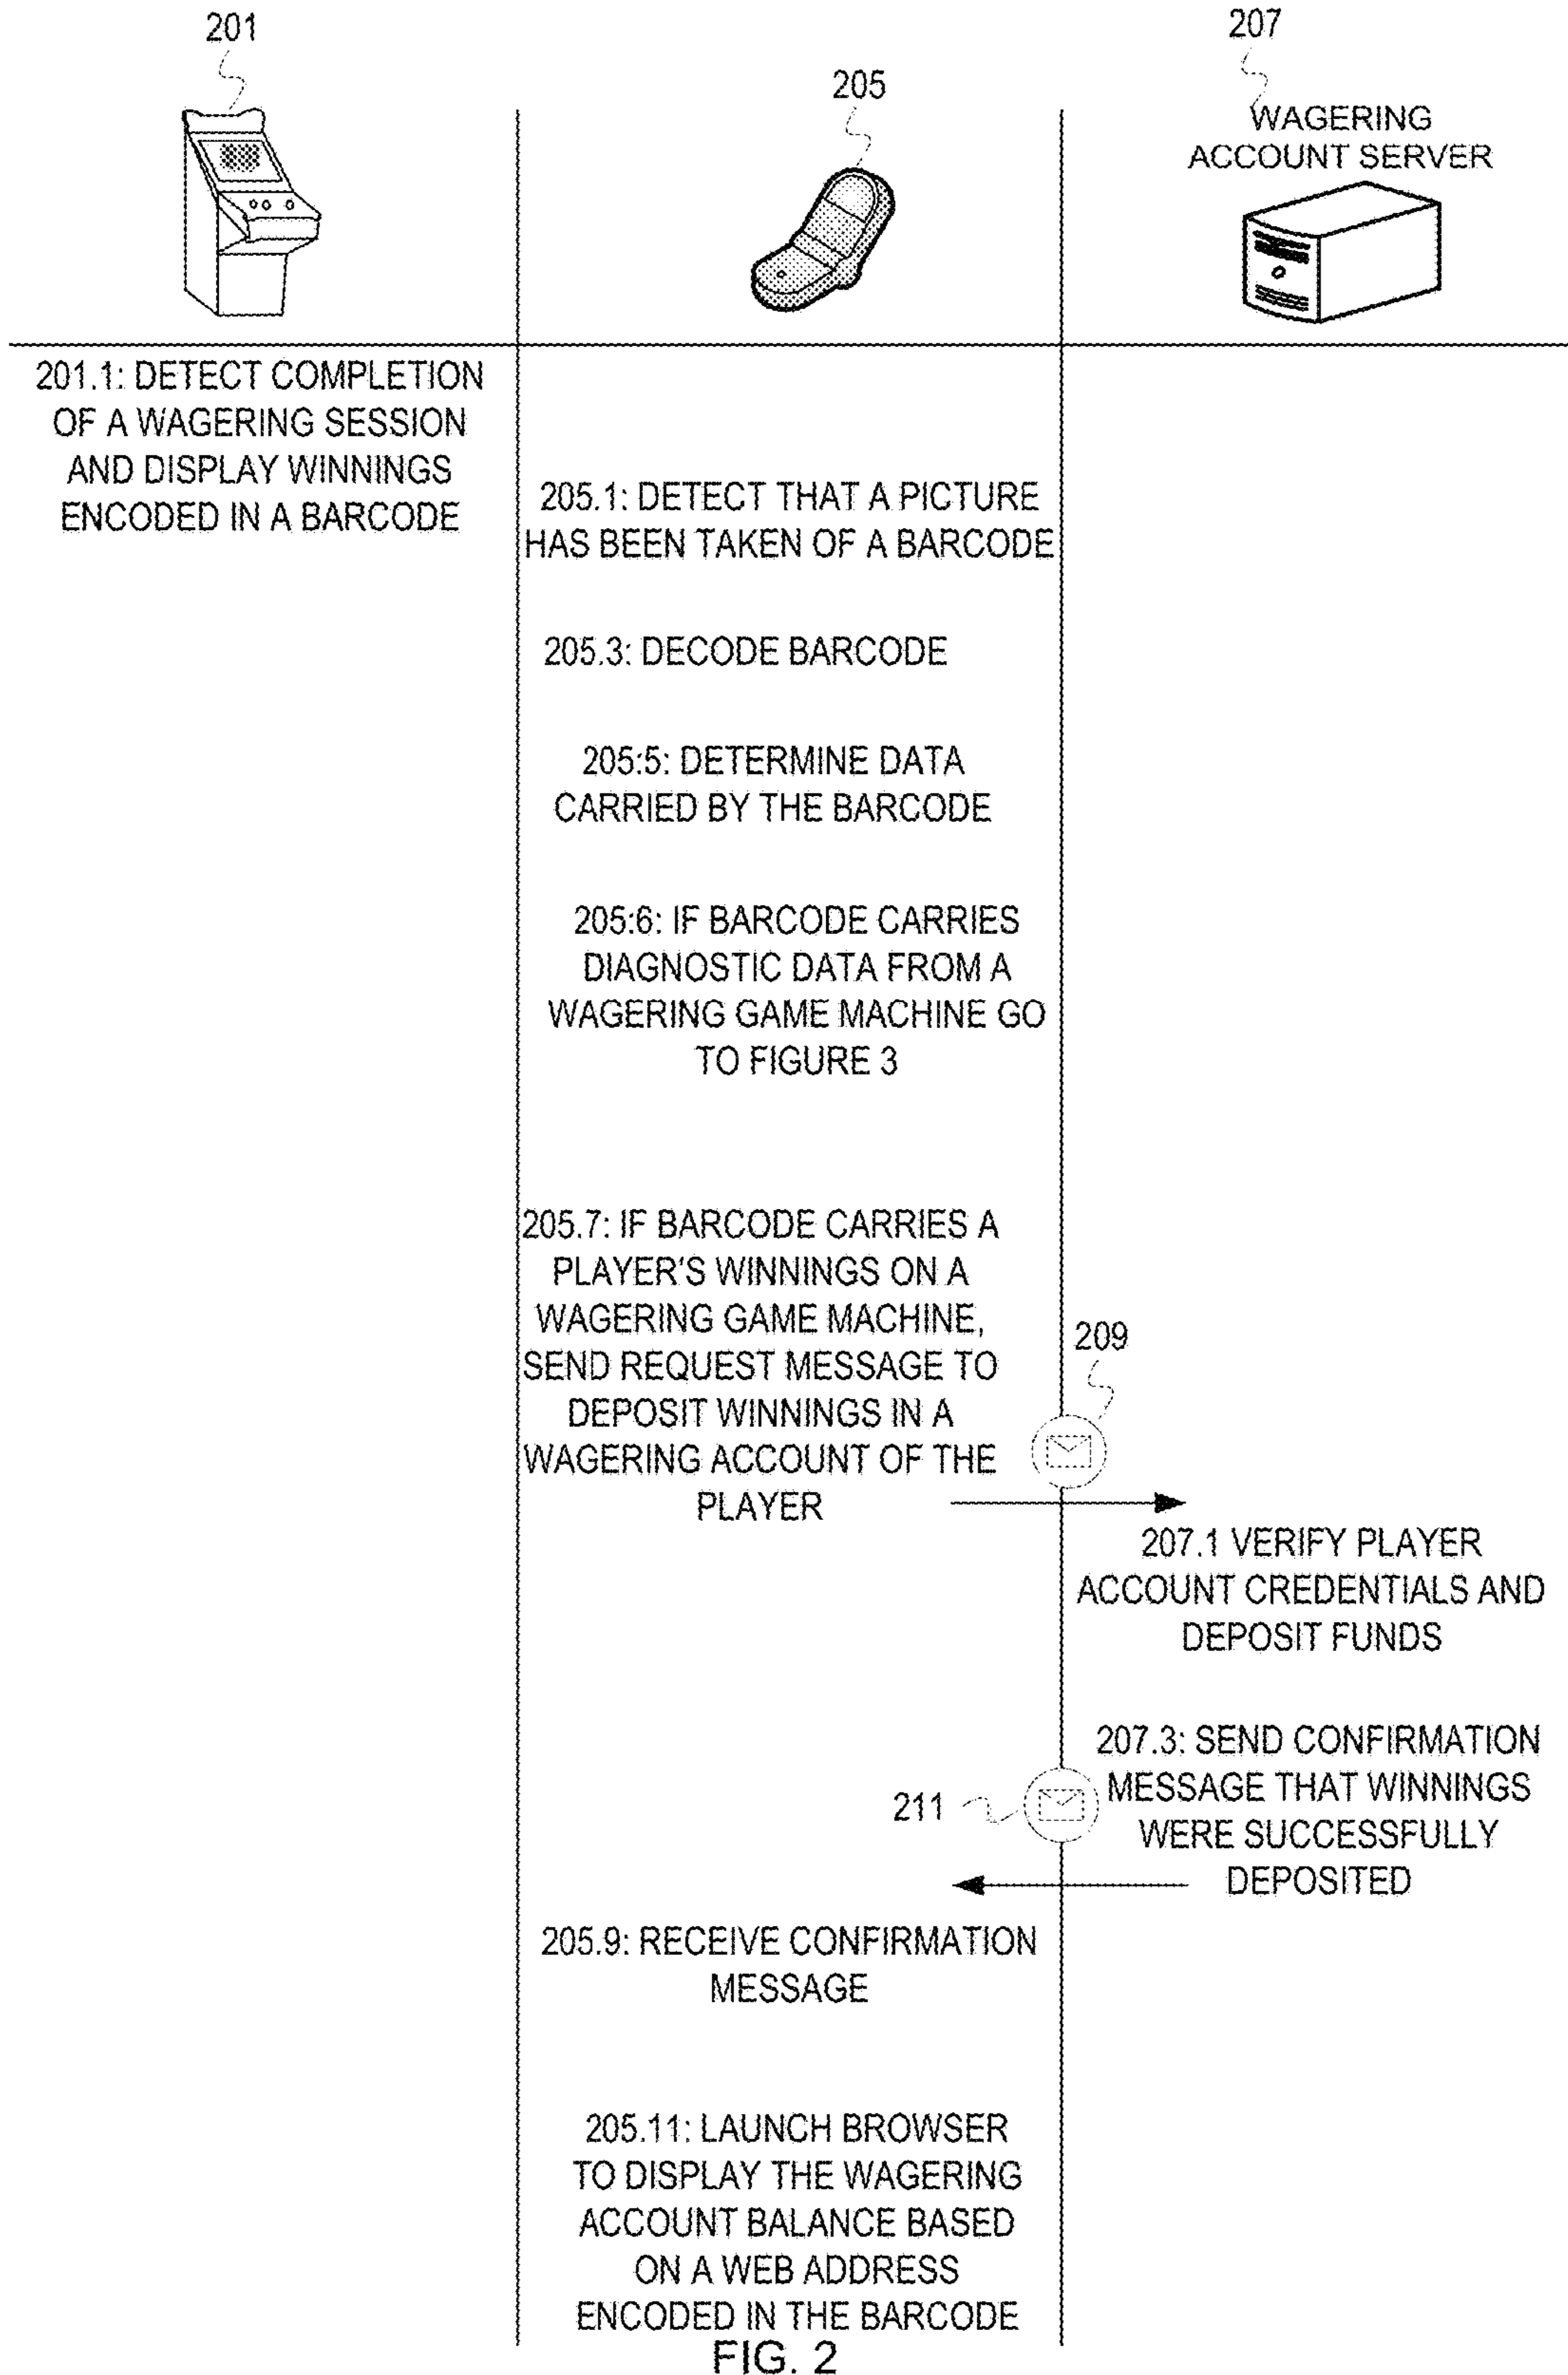 201
205
207
WAGERING
ACCOUNT SERVER
201.1: DETECT COMPLETION
OF A WAGERING SESSION
AND DISPLAY WINNINGS
ENCODED IN A BARCODE
205.1: DETECT THAT A PICTURE
HAS BEEN TAKEN OF A BARCODE
205.3: DECODE BARCODE
205:5: DETERMINE DATA
CARRIED BY THE BARCODE
205:6: IF BARCODE CARRIES
DIAGNOSTIC DATA FROM A
WAGERING GAME MACHINE GO
TO FIGURE 3
205.7: IF BARCODE CARRIES A
PLAYER'S WINNINGS ON A
WAGERING GAME MACHINE,
SEND REQUEST MESSAGE TO
DEPOSIT WINNINGS IN A
WAGERING ACCOUNT OF THE
PLAYER
209
207.1 VERIFY PLAYER
ACCOUNT CREDENTIALS AND
DEPOSIT FUNDS
207.3: SEND CONFIRMATION
MESSAGE THAT WINNINGS
WERE SUCCESSFULLY
DEPOSITED
211
205.9: RECEIVE CONFIRMATION
MESSAGE
205.11: LAUNCH BROWSER
TO DISPLAY THE WAGERING
ACCOUNT BALANCE BASED
ON A WEB ADDRESS
ENCODED IN THE BARCODE
FIG. 2